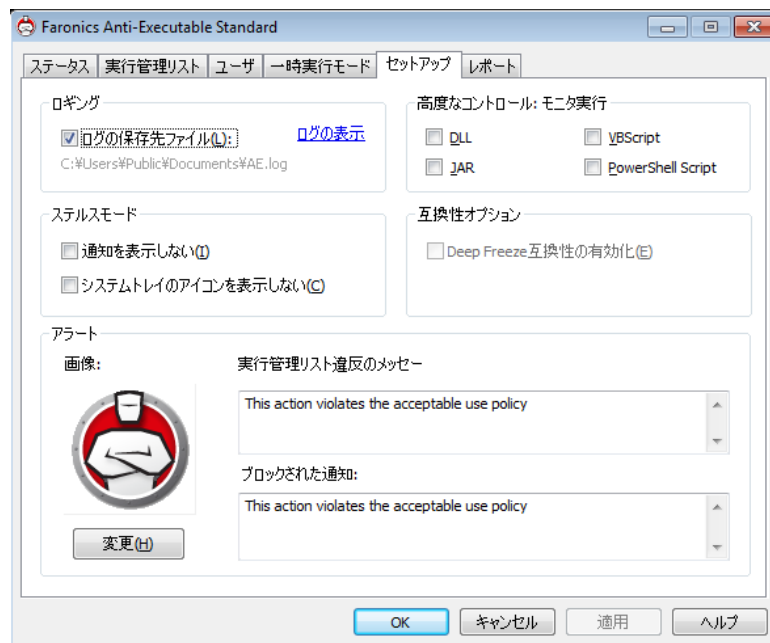 Faronics Anti-Executable Standard
ステータス 実行管理リスト ユーザ 一時実行モード セットアップ レポート
ロギング
ログの保存先ファイル(L): ログの表示
C:¥Users¥Public¥Documents¥AE.log
高度なコントロール: モニタ実行
DLL VBScript
JAR PowerShell Script
ステルスモード
通知を表示しない(I)
システムトレイのアイコンを表示しない(C)
互換性オプション
Deep Freeze互換性の有効化(E)
アラート
画像:
変更(H)
実行管理リスト違反のメッセー
This action violates the acceptable use policy
ブロックされた通知:
This action violates the acceptable use policy
OK キャンセル 適用 ヘルプ